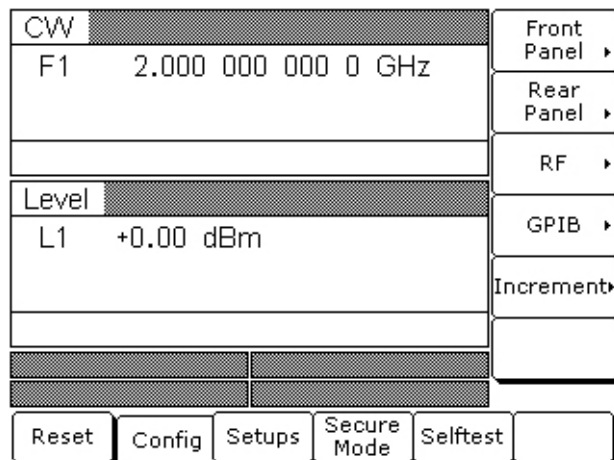 CW
F1 2.000 000 000 0 GHz
Level
L1 +0.00 dBm
Front
Panel
Rear
Panel
RF
GPIB
Increment
Reset
Config
Setups
Secure
Mode
Selftest